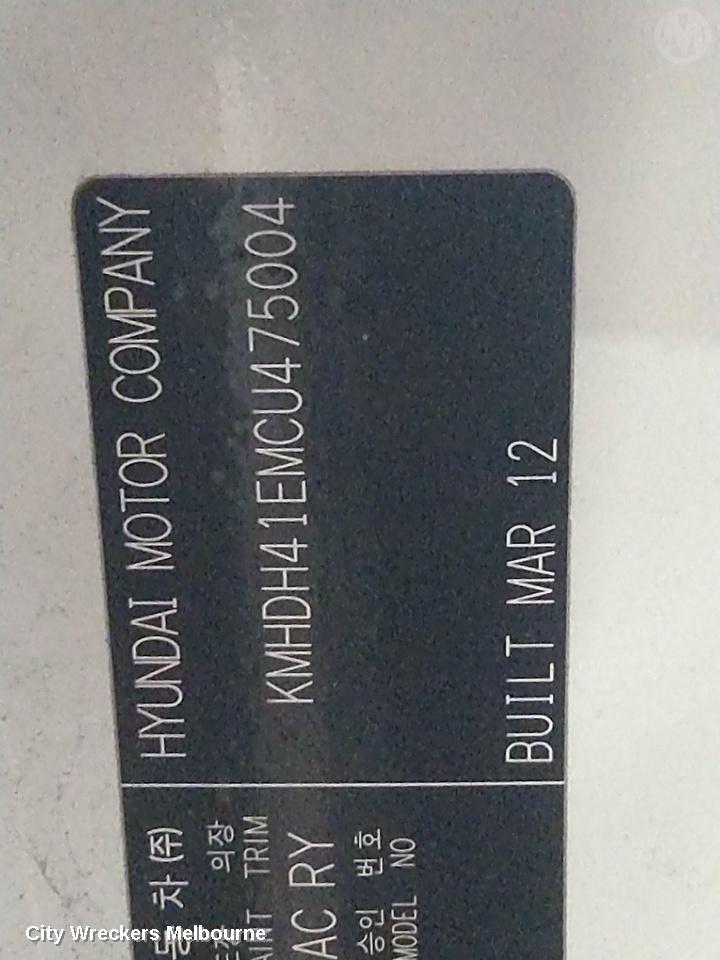 HYUNDAI MOTOR COMPANY
KMHDH41EMCU475004
BUILT MAR 12
차(주)
의장
TRIM
AC RY
승인 번호
MODEL NO
City Wreckers Melbourne